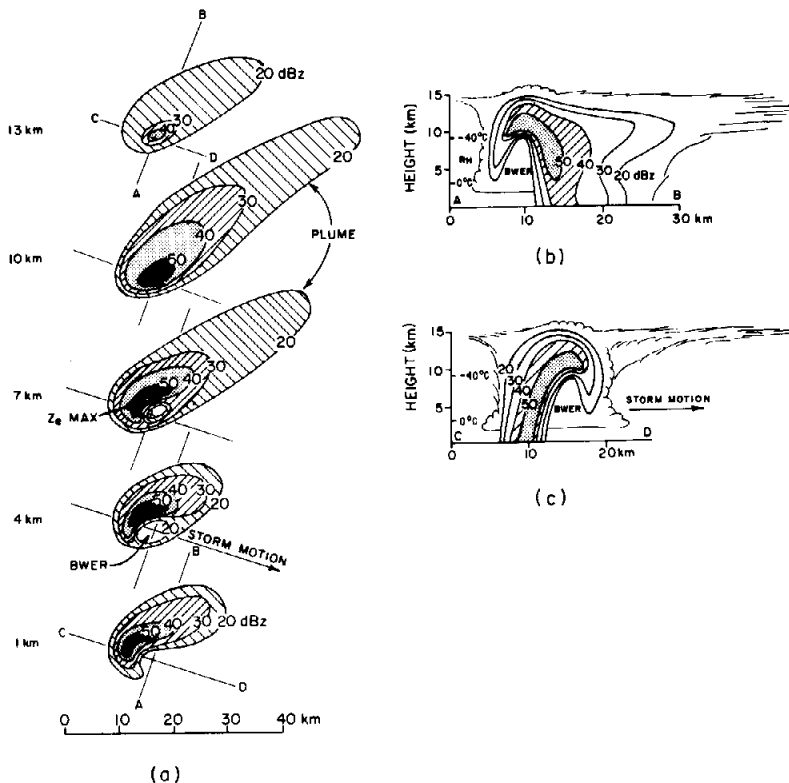 B
20 dBz
30
40
C
13 km
D
A
20
30
40
50
PLUME
10 km
20
30
40
50
7 km
Ze MAX
30
40
50
20
20
4 km
BWER
STORM MOTION
B
50
40
30
20 dBz
C
1 km
D
A
0 10 20 30 40 km
(a)
HEIGHT (km)
15
10
5
-40°C
RH
0°C
BWER
50
40
30
20 dBz
A
B
0 10 20 30 km
(b)
HEIGHT (km)
15
10
5
-40°C
0°C
20
30
40
50
BWER
STORM MOTION
C
D
0 10 20 km
(c)